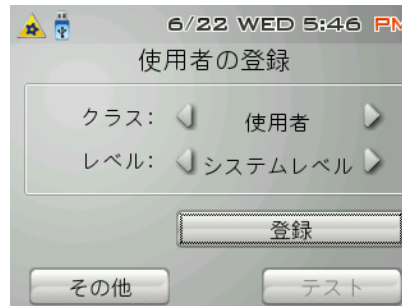 6/22 WED 5:46 PM
使用者の登録
クラス: 使用者
レベル: システムレベル
登録
その他 テスト